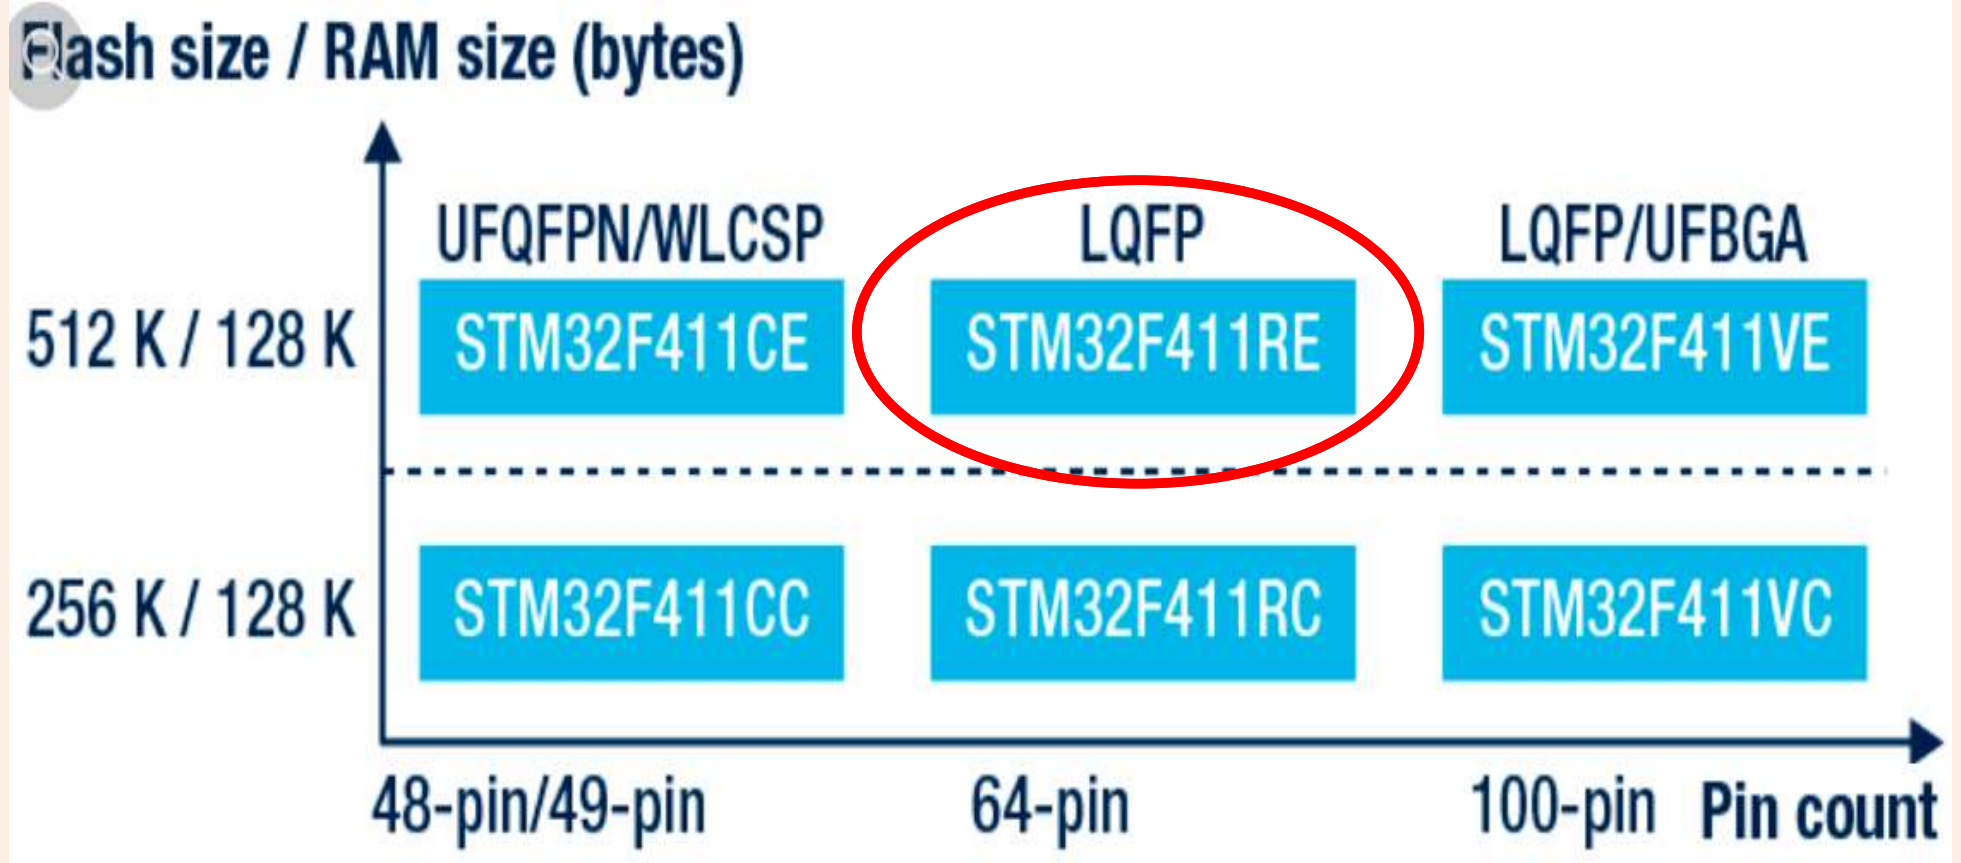 Flash size / RAM size (bytes)
UFQFPN/WLCSP LQFP LQFP/UFBGA
512 K / 128 K STM32F411CE STM32F411RE STM32F411VE
256 K / 128 K STM32F411CC STM32F411RC STM32F411VC
48-pin/49-pin 64-pin 100-pin Pin count